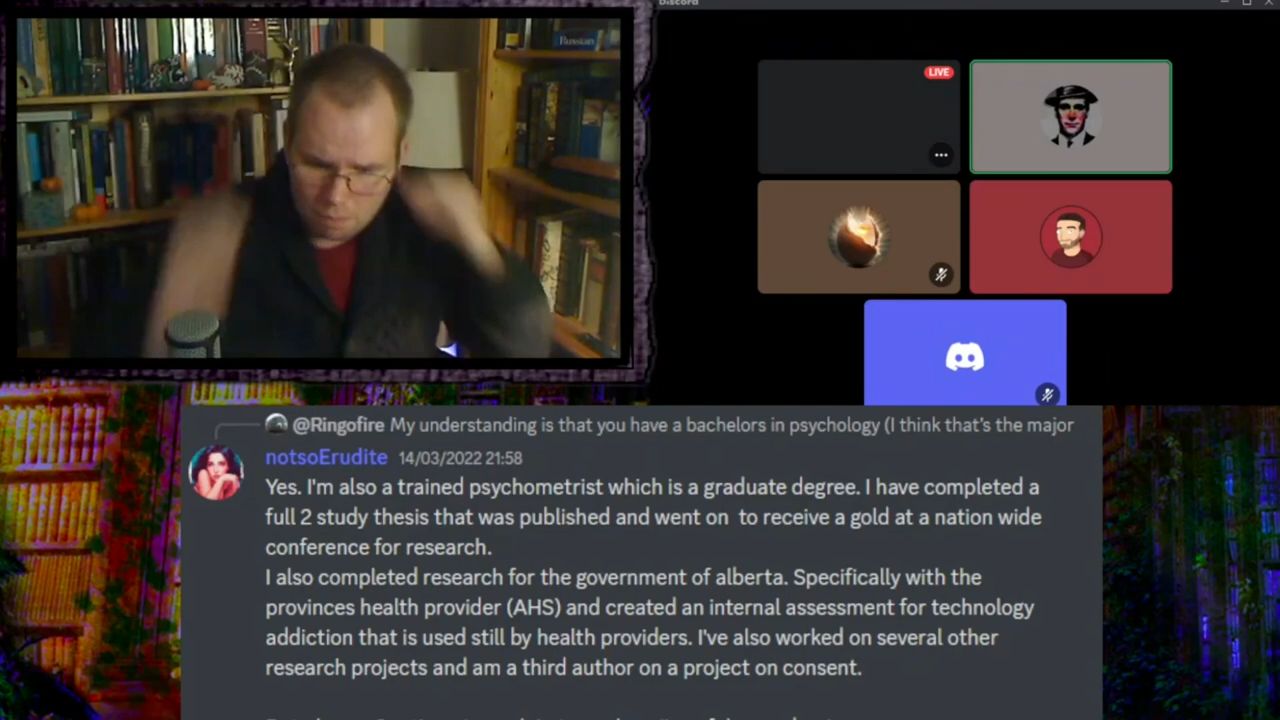 Discord
Russian
LIVE
@Ringofire My understanding is that you have a bachelors in psychology (I think that's the major
notsoErudite 14/03/2022 21:58
Yes. I'm also a trained psychometrist which is a graduate degree. I have completed a
full 2 study thesis that was published and went on to receive a gold at a nation wide
conference for research.
I also completed research for the government of alberta. Specifically with the
provinces health provider (AHS) and created an internal assessment for technology
addiction that is used still by health providers. I've also worked on several other
research projects and am a third author on a project on consent.